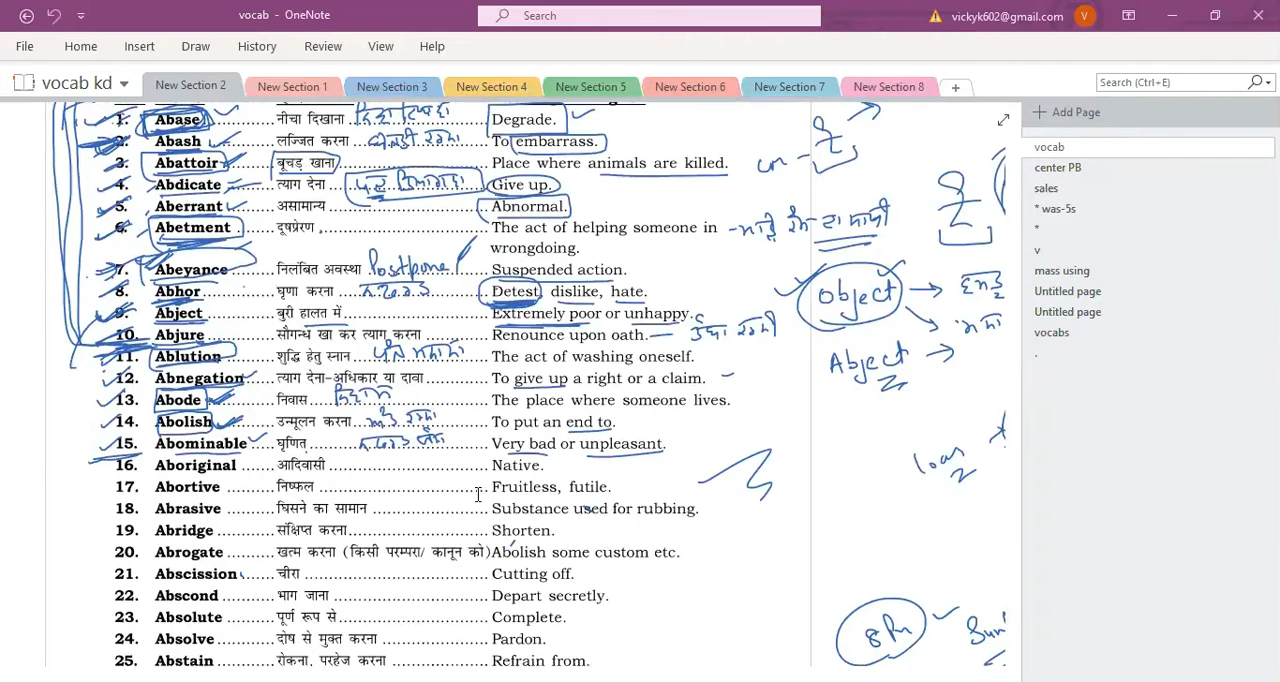 vocab - OneNote
Search
vickyk602@gmail.com
V
File Home Insert Draw History Review View Help
vocab kd
New Section 2 New Section 1 New Section 3 New Section 4 New Section 5 New Section 6 New Section 7 New Section 8
Search (Ctrl+E)
Add Page
vocab
center PB
sales
* was-5s
*
v
mass using
Untitled page
Untitled page
vocabs
.
1. Abase ............ नीचा दिखाना ............ Degrade.
2. Abash ............ लज्जित करना ............ To embarrass.
3. Abattoir ............ बूचड़ खाना ............ Place where animals are killed.
4. Abdicate ............ त्याग देना ............ Give up.
5. Aberrant ............ असामान्य ............ Abnormal.
6. Abetment ............ दूषप्रेरण ............ The act of helping someone in
wrongdoing.
7. Abeyance ............ निलंबित अवस्था Postpone Suspended action.
8. Abhor ............ घृणा करना ............ Detest, dislike, hate.
9. Abject ............ बुरी हालत में ............ Extremely poor or unhappy.
10. Abjure ............ सौगन्ध खा कर त्याग करना ............ Renounce upon oath.
11. Ablution ............ शुद्धि हेतु स्नान ............ The act of washing oneself.
12. Abnegation ............ त्याग देना-अधिकार या दावा ............ To give up a right or a claim.
13. Abode ............ निवास ............ The place where someone lives.
14. Abolish ............ उन्मूलन करना ............ To put an end to.
15. Abominable ............ घृणित ............ Very bad or unpleasant.
16. Aboriginal ............ आदिवासी ............ Native.
17. Abortive ............ निष्फल ............ Fruitless, futile.
18. Abrasive ............ घिसने का सामान ............ Substance used for rubbing.
19. Abridge ............ संक्षिप्त करना ............ Shorten.
20. Abrogate ............ खत्म करना (किसी परम्परा/ कानून को) Abolish some custom etc.
21. Abscission ............ चीरा ............ Cutting off.
22. Abscond ............ भाग जाना ............ Depart secretly.
23. Absolute ............ पूर्ण रूप से ............ Complete.
24. Absolve ............ दोष से मुक्त करना ............ Pardon.
25. Abstain ............ रोकना, परहेज करना ............ Refrain from.
Object
Abject